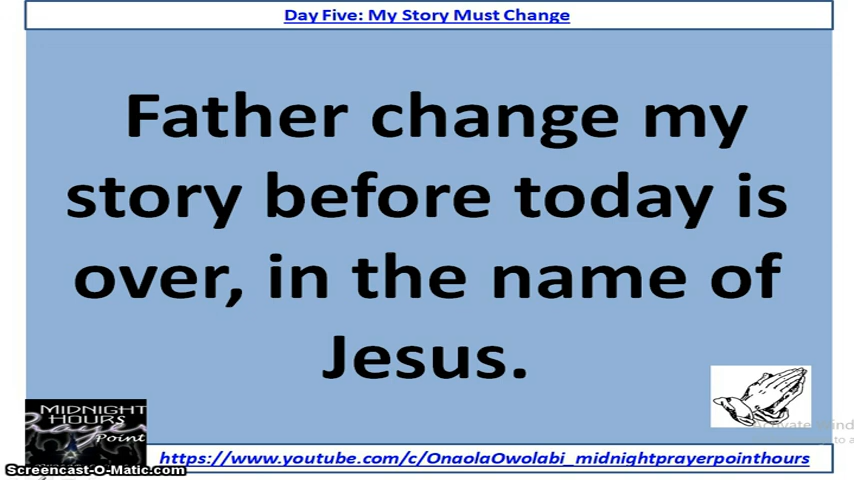 Day Five: My Story Must Change
Father change my
story before today is
over, in the name of
Jesus.
MIDNIGHT
HOURS
Prayer
Point
Screencast-O-Matic.com
https://www.youtube.com/c/OnaolaOwolabi_midnightprayerpointhours